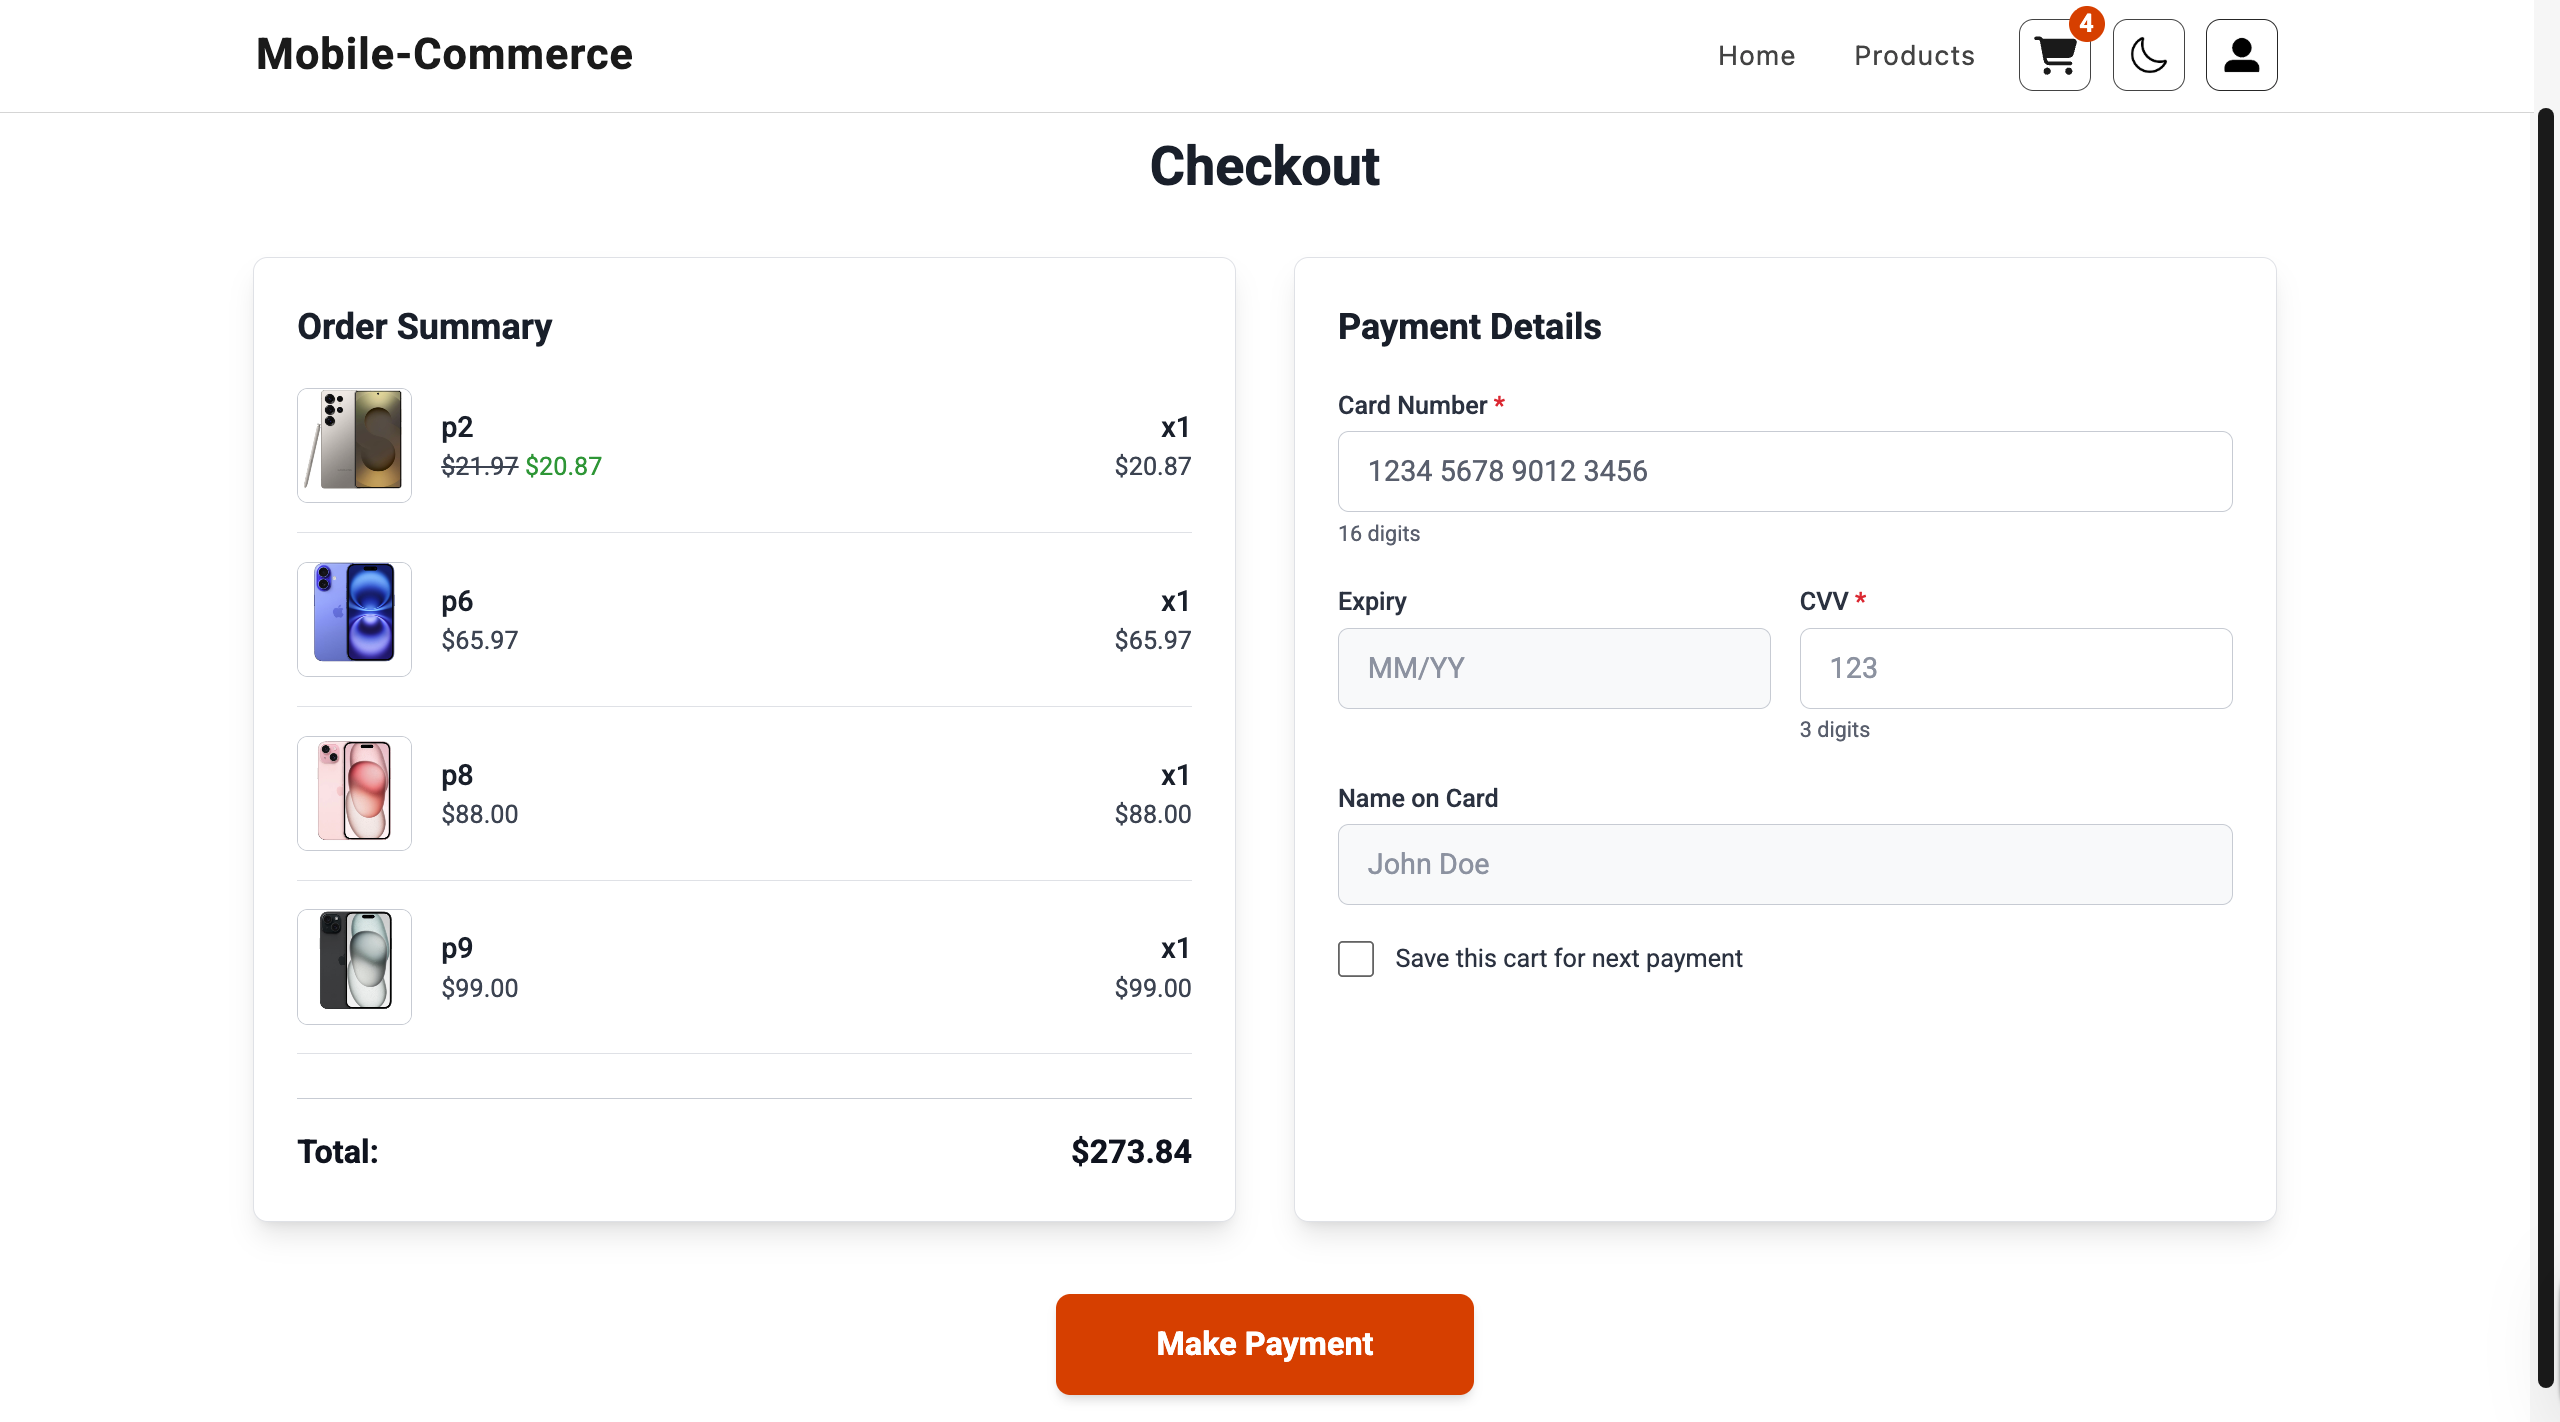 Mobile-Commerce
Home
Products
4
Checkout
Order Summary
p2
x1
$21.97 $20.87
$20.87
p6
x1
$65.97
$65.97
p8
x1
$88.00
$88.00
p9
x1
$99.00
$99.00
Total:
$273.84
Payment Details
Card Number *
1234 5678 9012 3456
16 digits
Expiry
CVV *
MM/YY
123
3 digits
Name on Card
John Doe
Save this cart for next payment
Make Payment